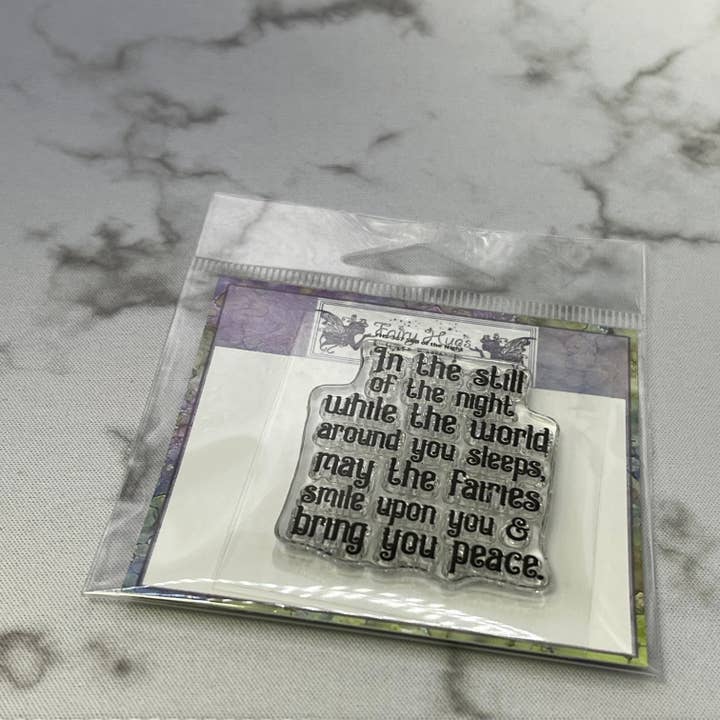 Fairy Hugs
In the still
of the night
while the world
around you sleeps,
may the fairies
smile upon you &
bring you peace.